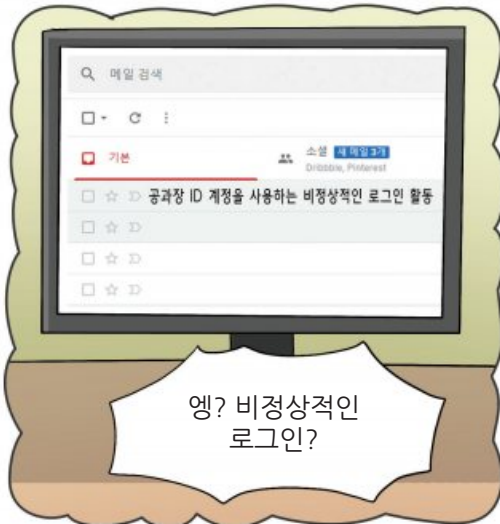 메일 검색
기본
소셜 새 메일 3개
Dribbble, Pinterest
공과장 ID 계정을 사용하는 비정상적인 로그인 활동
엥? 비정상적인
로그인?